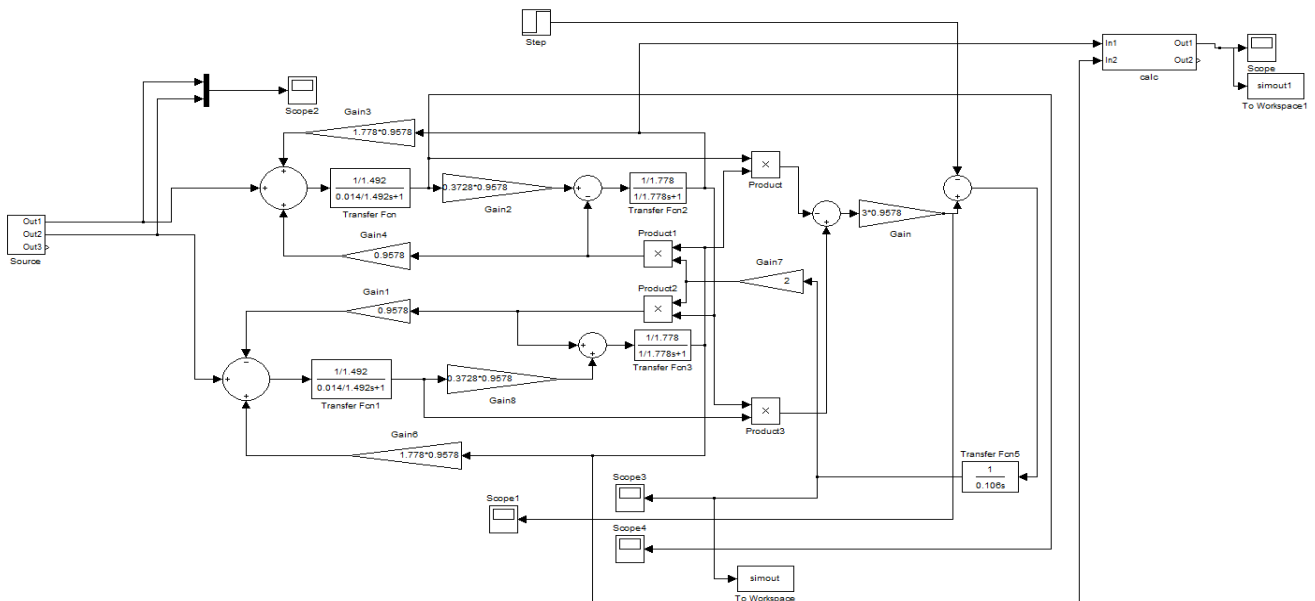 Step
In1
Out1
In2
Out2
calc
Scope
simout1
To Workspace1
Scope2
Gain3
1.778*0.9578
1/1.492
0.014/1.492s+1
Transfer Fcn
0.3728*0.9578
Gain2
1/1.778
1/1.778s+1
Transfer Fcn2
×
Product
3*0.9578
Gain
Out1
Out2
Out3
Source
Gain4
0.9578
Product1
×
Gain7
2
Gain1
0.9578
Product2
×
1/1.778
1/1.778s+1
Transfer Fcn3
1/1.492
0.014/1.492s+1
Transfer Fcn1
0.3728*0.9578
Gain8
×
Product3
Gain6
1.778*0.9578
Transfer Fcn5
1
0.106s
Scope3
Scope1
Scope4
simout
To Workspace